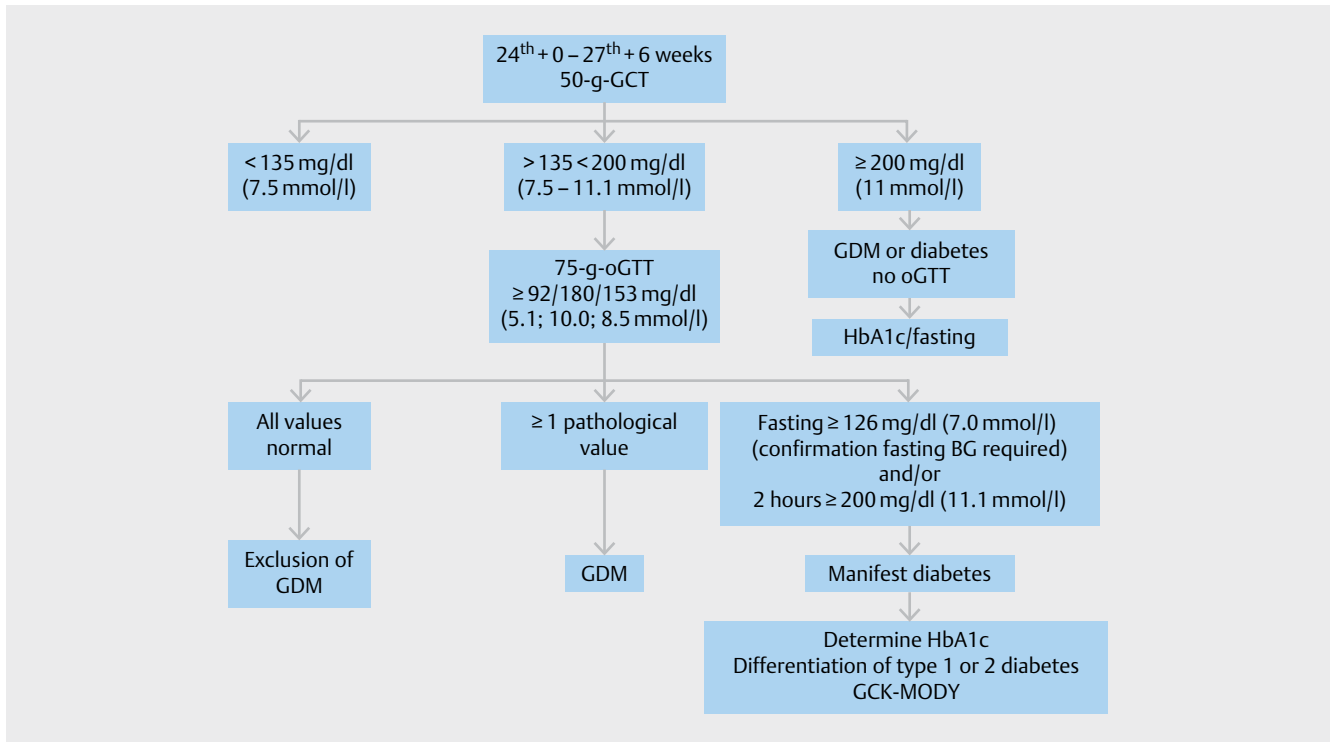 24th + 0 – 27th + 6 weeks
50-g-GCT
< 135 mg/dl
(7.5 mmol/l)
> 135 < 200 mg/dl
(7.5 – 11.1 mmol/l)
≥ 200 mg/dl
(11 mmol/l)
75-g-oGTT
≥ 92/180/153 mg/dl
(5.1; 10.0; 8.5 mmol/l)
GDM or diabetes
no oGTT
HbA1c/fasting
All values
normal
≥ 1 pathological
value
Fasting ≥ 126 mg/dl (7.0 mmol/l)
(confirmation fasting BG required)
and/or
2 hours ≥ 200 mg/dl (11.1 mmol/l)
Exclusion of
GDM
GDM
Manifest diabetes
Determine HbA1c
Differentiation of type 1 or 2 diabetes
GCK-MODY